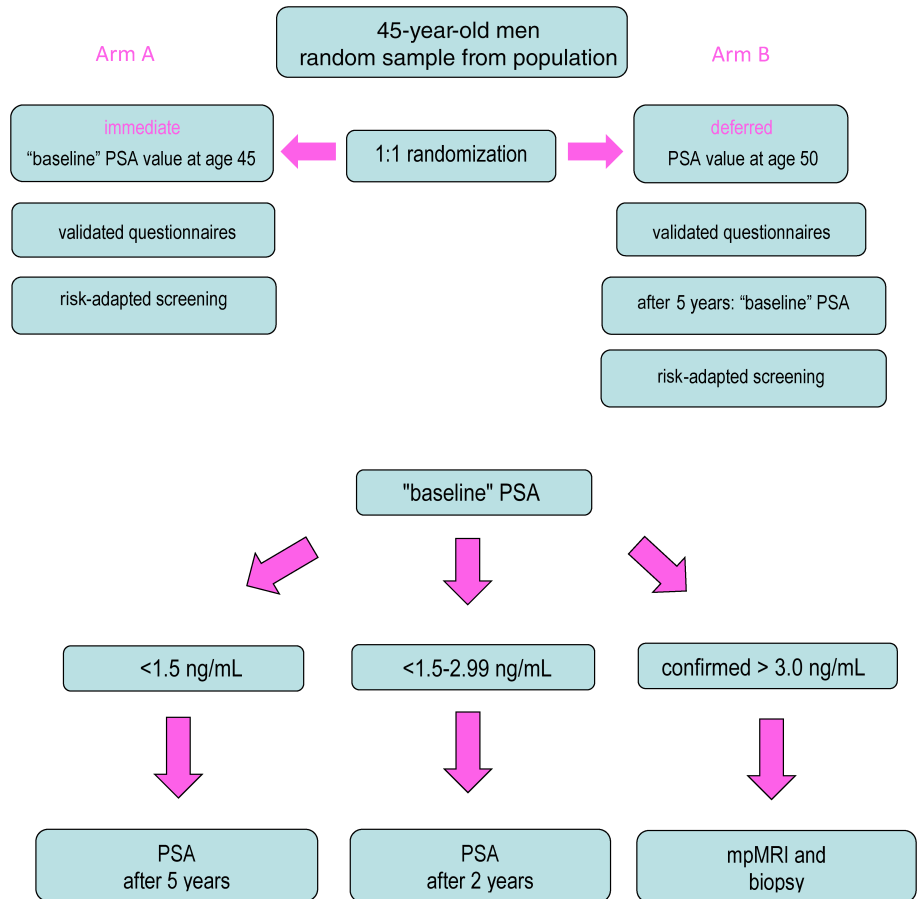 45-year-old men
random sample from population
Arm A
Arm B
immediate
“baseline” PSA value at age 45
1:1 randomization
deferred
PSA value at age 50
validated questionnaires
validated questionnaires
risk-adapted screening
after 5 years: “baseline” PSA
risk-adapted screening
"baseline" PSA
<1.5 ng/mL
<1.5-2.99 ng/mL
confirmed > 3.0 ng/mL
PSA
after 5 years
PSA
after 2 years
mpMRI and
biopsy